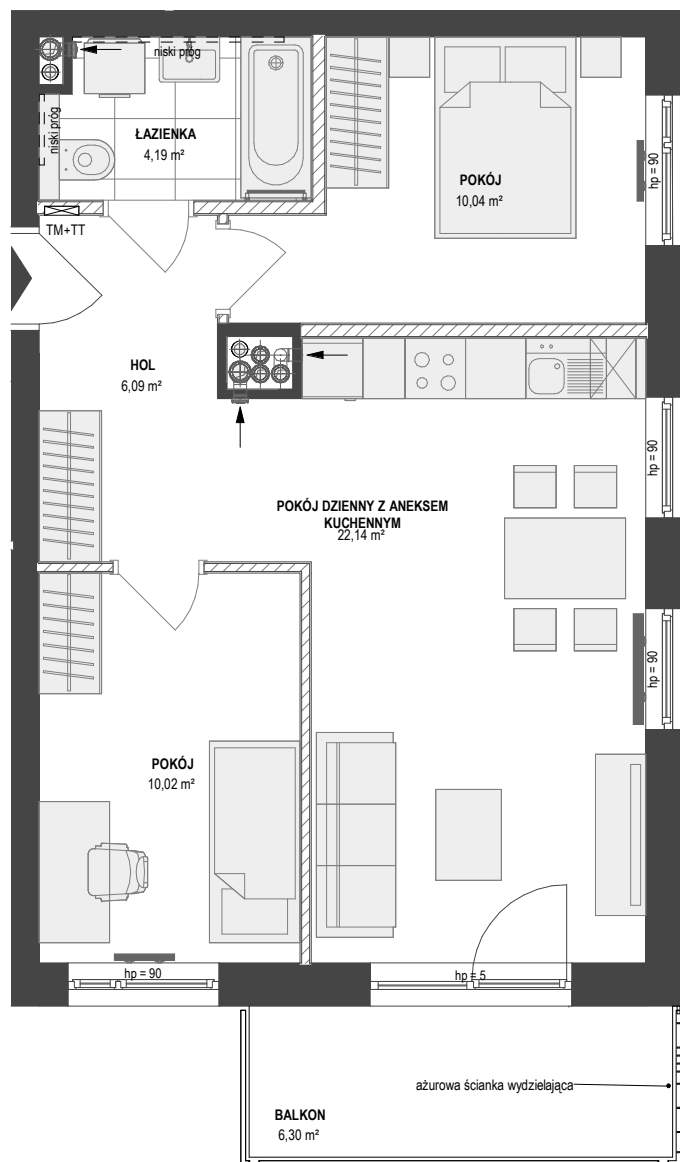 niski próg
niski próg
ŁAZIENKA
4,19 m²
POKÓJ
10,04 m²
hp = 90
TM+TT
HOL
6,09 m²
hp = 90
POKÓJ DZIENNY Z ANEKSEM
KUCHENNYM
22,14 m²
hp = 90
POKÓJ
10,02 m²
hp = 90
hp = 5
ażurowa ścianka wydzielająca
BALKON
6,30 m²